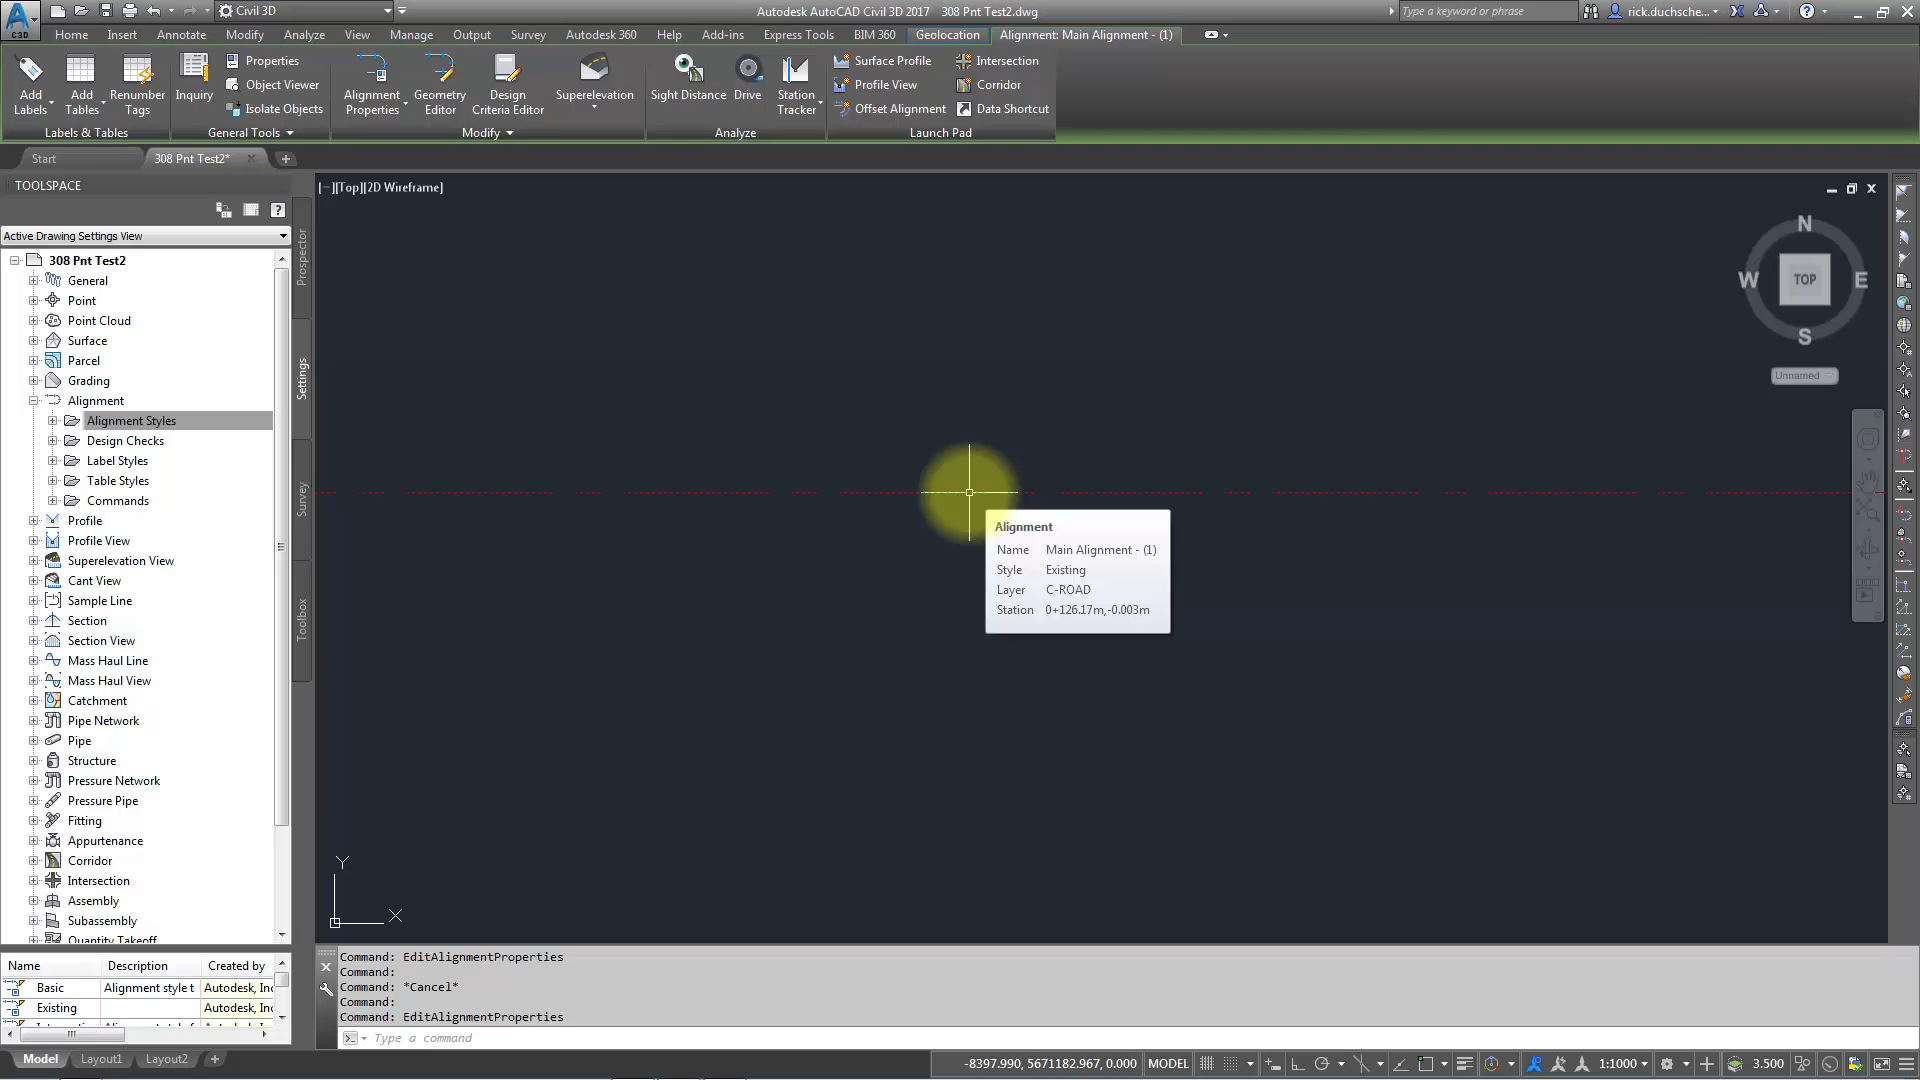 Civil 3D
Autodesk AutoCAD Civil 3D 2017 308 Pnt Test2.dwg
Type a keyword or phrase
rick.duchsche...
C3D
Home Insert Annotate Modify Analyze View Manage Output Survey Autodesk 360 Help Add-ins Express Tools BIM 360 Geolocation Alignment: Main Alignment - (1)
Add Labels
Add Tables
Renumber Tags
Labels & Tables
Inquiry
Properties
Object Viewer
Isolate Objects
General Tools
Alignment Properties
Geometry Editor
Design Criteria Editor
Superelevation
Modify
Sight Distance
Drive
Station Tracker
Analyze
Surface Profile
Profile View
Offset Alignment
Intersection
Corridor
Data Shortcut
Launch Pad
Start
308 Pnt Test2*
TOOLSPACE
Active Drawing Settings View
308 Pnt Test2
General
Point
Point Cloud
Surface
Parcel
Grading
Alignment
Alignment Styles
Design Checks
Label Styles
Table Styles
Commands
Profile
Profile View
Superelevation View
Cant View
Sample Line
Section
Section View
Mass Haul Line
Mass Haul View
Catchment
Pipe Network
Pipe
Structure
Pressure Network
Pressure Pipe
Fitting
Appurtenance
Corridor
Intersection
Assembly
Subassembly
Quantity Takeoff
Prospector
Settings
Survey
Toolbox
Name Description Created by
Basic Alignment style t Autodesk, Inc
Existing Autodesk, Inc
[−][Top][2D Wireframe]
N
W TOP E
S
Unnamed
Alignment
Name Main Alignment - (1)
Style Existing
Layer C-ROAD
Station 0+126.17m,-0.003m
Y
X
Command: EditAlignmentProperties
Command:
Command: *Cancel*
Command:
Command: EditAlignmentProperties
Type a command
Model Layout1 Layout2
-8397.990, 5671182.967, 0.000 MODEL 1:1000 3.500